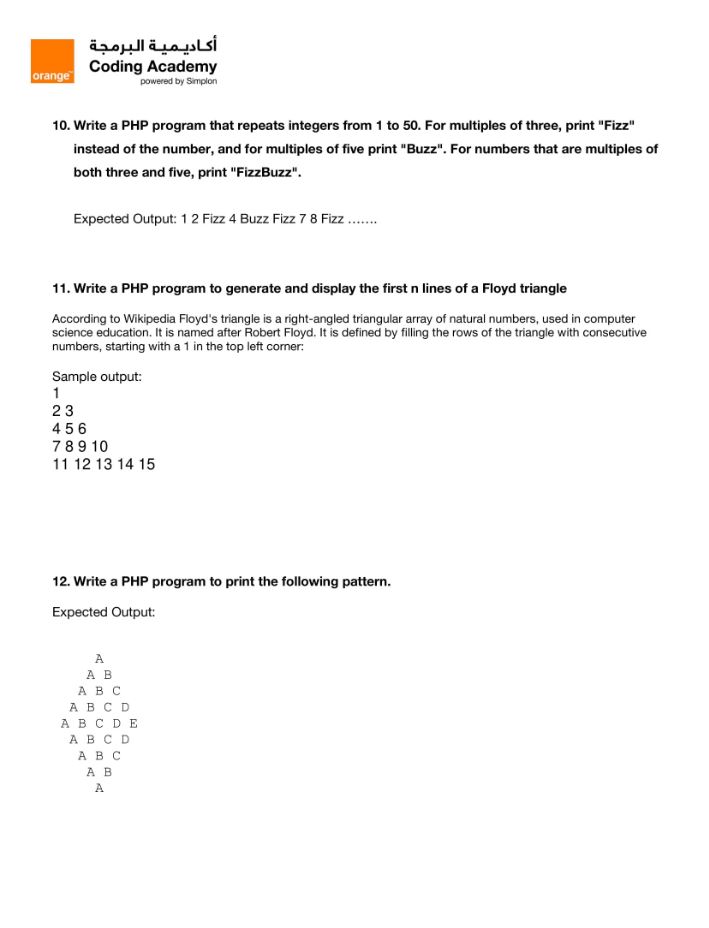 أكاديمية البرمجة
Coding Academy
powered by Simplon
orange™
10. Write a PHP program that repeats integers from 1 to 50. For multiples of three, print "Fizz"
instead of the number, and for multiples of five print "Buzz". For numbers that are multiples of
both three and five, print "FizzBuzz".
Expected Output: 1 2 Fizz 4 Buzz Fizz 7 8 Fizz …….
11. Write a PHP program to generate and display the first n lines of a Floyd triangle
According to Wikipedia Floyd's triangle is a right-angled triangular array of natural numbers, used in computer
science education. It is named after Robert Floyd. It is defined by filling the rows of the triangle with consecutive
numbers, starting with a 1 in the top left corner:
Sample output:
1
2 3
4 5 6
7 8 9 10
11 12 13 14 15
12. Write a PHP program to print the following pattern.
Expected Output:
A
A B
A B C
A B C D
A B C D E
A B C D
A B C
A B
A